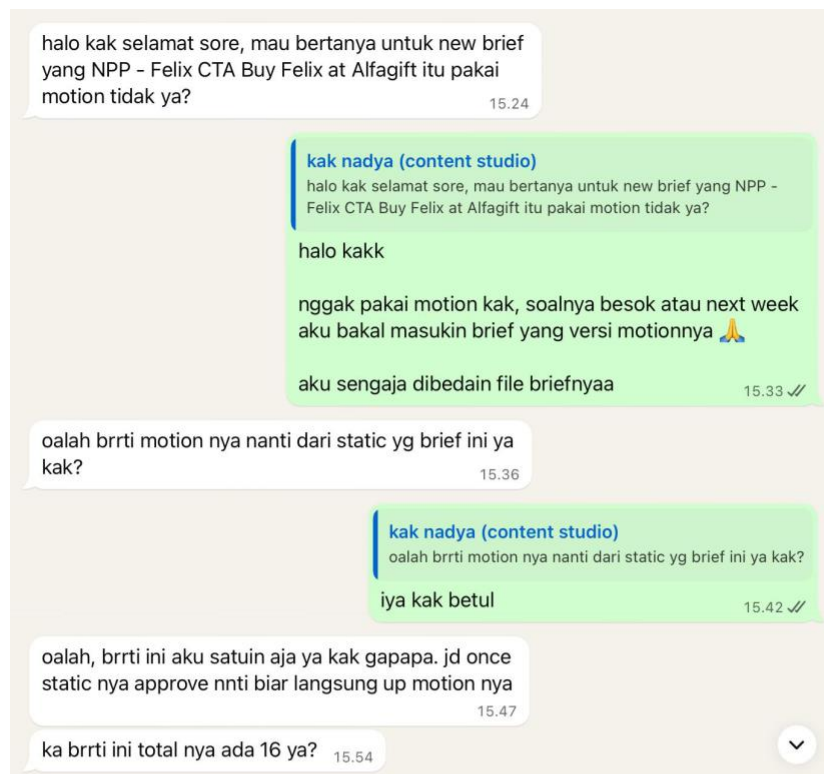 halo kak selamat sore, mau bertanya untuk new brief
yang NPP - Felix CTA Buy Felix at Alfagift itu pakai
motion tidak ya?
15.24
kak nadya (content studio)
halo kak selamat sore, mau bertanya untuk new brief yang NPP -
Felix CTA Buy Felix at Alfagift itu pakai motion tidak ya?
halo kakk
nggak pakai motion kak, soalnya besok atau next week
aku bakal masukin brief yang versi motionnya 🙏
aku sengaja dibedain file briefnyaa
15.33
oalah brrti motion nya nanti dari static yg brief ini ya
kak?
15.36
kak nadya (content studio)
oalah brrti motion nya nanti dari static yg brief ini ya kak?
iya kak betul
15.42
oalah, brrti ini aku satuin aja ya kak gapapa. jd once
static nya approve nnti biar langsung up motion nya
15.47
ka brrti ini total nya ada 16 ya? 15.54